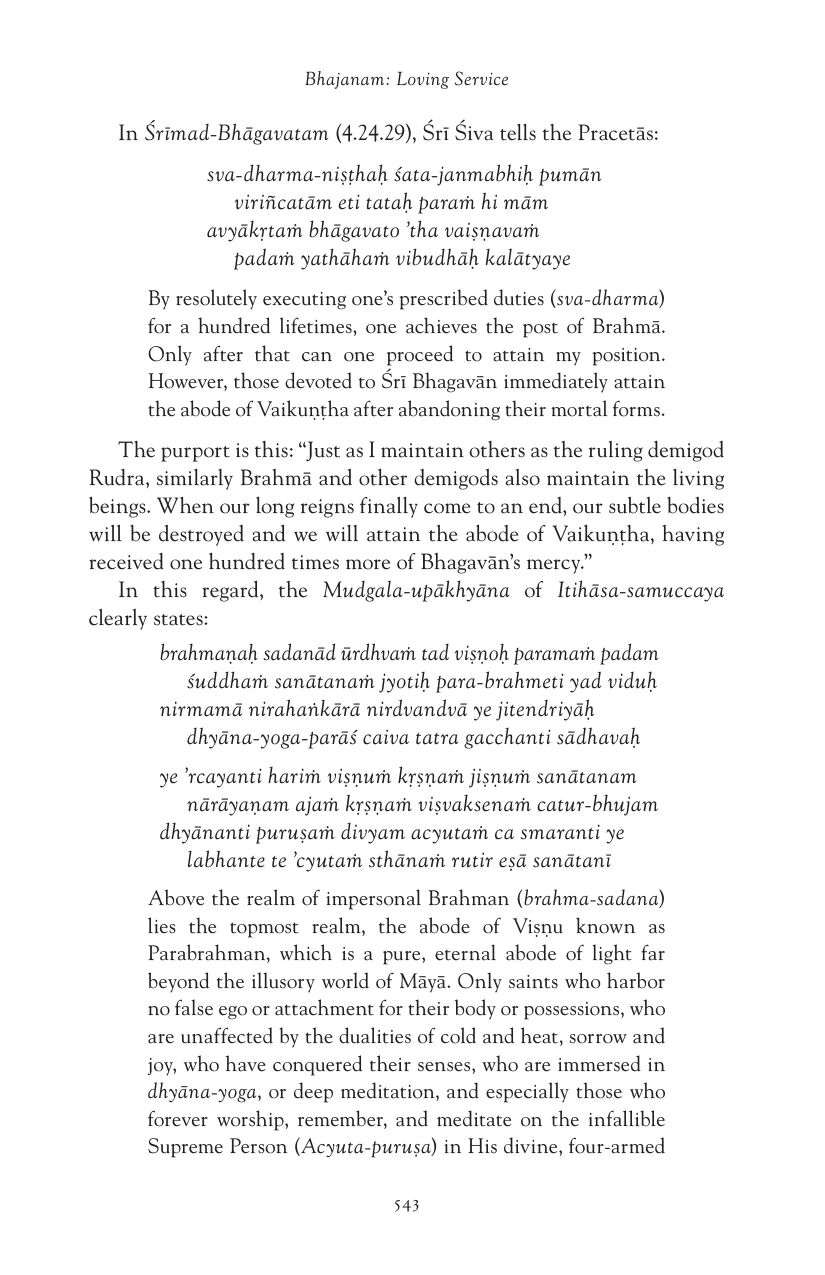 Bhajanam: Loving Service
In Śrīmad-Bhāgavatam (4.24.29), Śrī Śiva tells the Pracetās:
sva-dharma-niṣṭhaḥ śata-janmabhiḥ pumān
viriñcatām eti tataḥ paraṁ hi mām
avyākṛtaṁ bhāgavato ’tha vaiṣṇavaṁ
padaṁ yathāhaṁ vibudhāḥ kalātyaye
By resolutely executing one’s prescribed duties (sva-dharma)
for a hundred lifetimes, one achieves the post of Brahmā.
Only after that can one proceed to attain my position.
However, those devoted to Śrī Bhagavān immediately attain
the abode of Vaikuṇṭha after abandoning their mortal forms.
The purport is this: “Just as I maintain others as the ruling demigod
Rudra, similarly Brahmā and other demigods also maintain the living
beings. When our long reigns finally come to an end, our subtle bodies
will be destroyed and we will attain the abode of Vaikuṇṭha, having
received one hundred times more of Bhagavān’s mercy.”
In this regard, the Mudgala-upākhyāna of Itihāsa-samuccaya
clearly states:
brahmaṇaḥ sadanād ūrdhvaṁ tad viṣṇoḥ paramaṁ padam
śuddhaṁ sanātanaṁ jyotiḥ para-brahmeti yad viduḥ
nirmamā nirahaṅkārā nirdvandvā ye jitendriyāḥ
dhyāna-yoga-parāś caiva tatra gacchanti sādhavaḥ
ye ’rcayanti hariṁ viṣṇuṁ kṛṣṇaṁ jiṣṇuṁ sanātanam
nārāyaṇam ajaṁ kṛṣṇaṁ viṣvaksenaṁ catur-bhujam
dhyānanti puruṣaṁ divyam acyutaṁ ca smaranti ye
labhante te ’cyutaṁ sthānaṁ rutir eṣā sanātanī
Above the realm of impersonal Brahman (brahma-sadana)
lies the topmost realm, the abode of Viṣṇu known as
Parabrahman, which is a pure, eternal abode of light far
beyond the illusory world of Māyā. Only saints who harbor
no false ego or attachment for their body or possessions, who
are unaffected by the dualities of cold and heat, sorrow and
joy, who have conquered their senses, who are immersed in
dhyāna-yoga, or deep meditation, and especially those who
forever worship, remember, and meditate on the infallible
Supreme Person (Acyuta-puruṣa) in His divine, four-armed
543